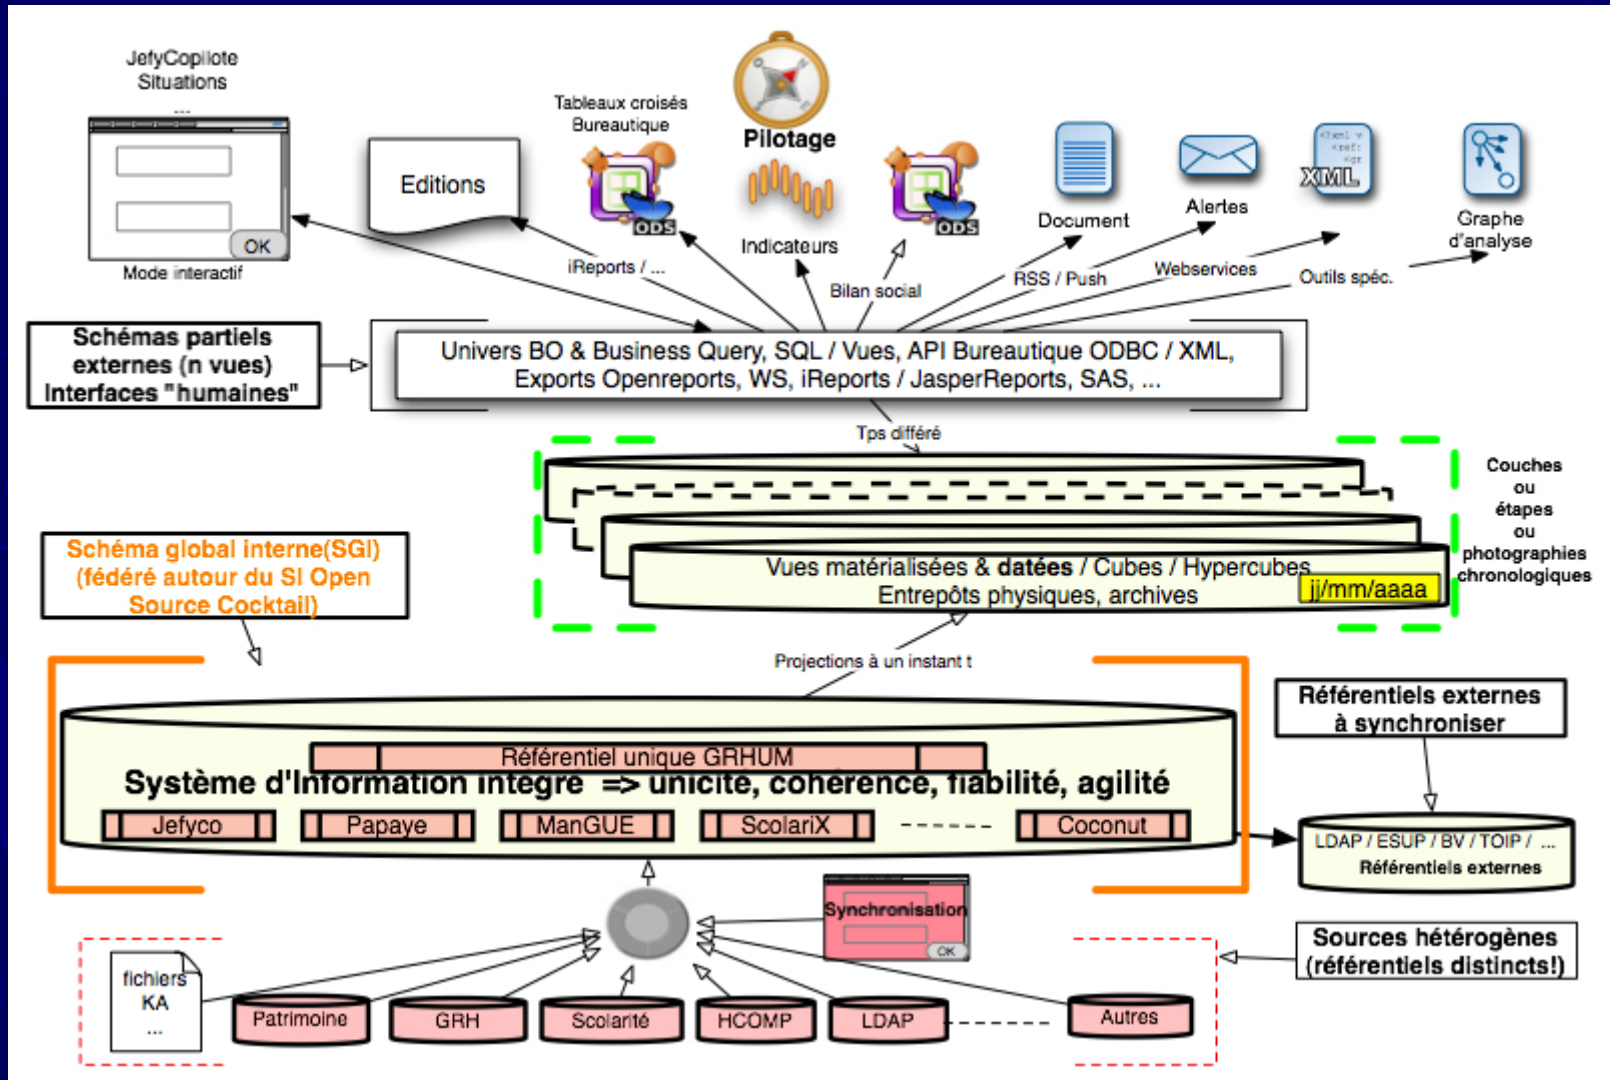 JefyCopilote
Situations
...
OK
Mode interactif
Editions
iReports / ...
Tableaux croisés
Bureautique
ODS
Pilotage
Indicateurs
ODS
Bilan social
Document
RSS / Push
Alertes
Webservices
<?xml v
<ref:
<gr
XML
Outils spéc.
Graphe
d'analyse
Schémas partiels
externes (n vues)
Interfaces "humaines"
Univers BO & Business Query, SQL / Vues, API Bureautique ODBC / XML,
Exports Openreports, WS, iReports / JasperReports, SAS, ...
Tps différé
Couches
ou
étapes
ou
photographies
chronologiques
Vues matérialisées & datées / Cubes / Hypercubes
Entrepôts physiques, archives
jj/mm/aaaa
Schéma global interne(SGI)
(fédéré autour du SI Open
Source Cocktail)
Projections à un instant t
Référentiels externes
à synchroniser
Référentiel unique GRHUM
Système d'Information intégré => unicité, cohérence, fiabilité, agilité
Jefyco
Papaye
ManGUE
ScolariX
Coconut
LDAP / ESUP / BV / TOIP / ...
Référentiels externes
Synchronisation
OK
Sources hétérogènes
(référentiels distincts!)
fichiers
KA
...
Patrimoine
GRH
Scolarité
HCOMP
LDAP
Autres